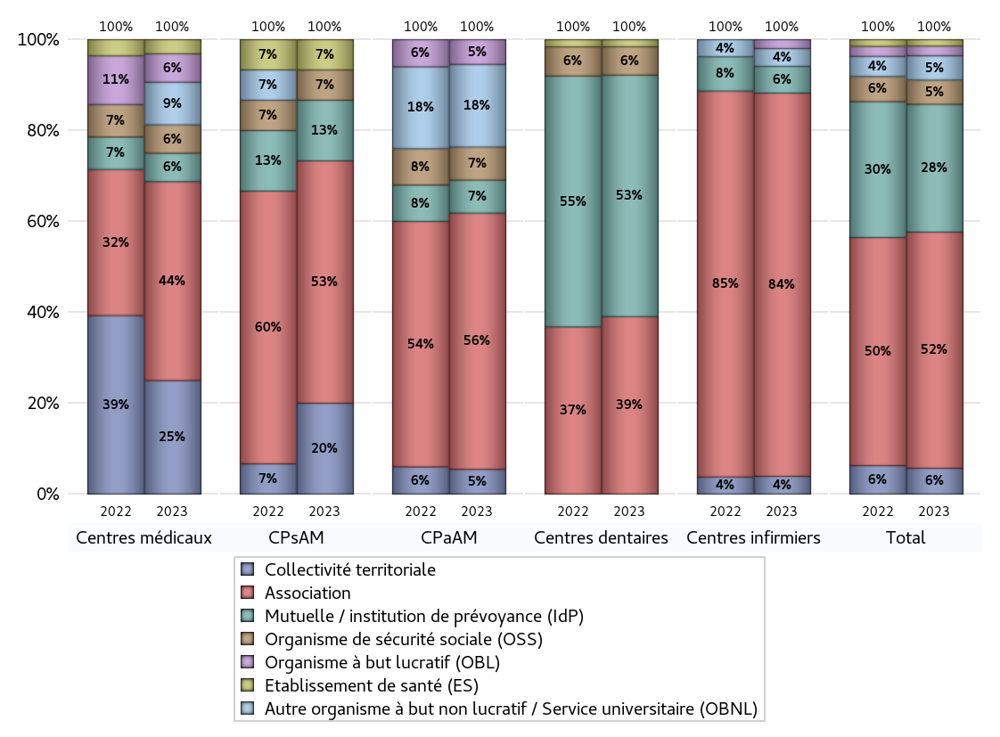 100% 100% 100% 100% 100% 100% 100% 100% 100% 100% 100% 100%
100%
80%
60%
40%
20%
0%
11% 7% 7% 32% 39%
6% 9% 6% 6% 44% 25%
7% 7% 7% 13% 60% 7%
7% 7% 13% 53% 20%
6% 18% 8% 8% 54% 6%
5% 18% 7% 7% 56% 5%
6% 55% 37%
6% 53% 39%
4% 8% 85% 4%
4% 6% 84% 4%
4% 6% 30% 50% 6%
5% 5% 28% 52% 6%
2022 2023 2022 2023 2022 2023 2022 2023 2022 2023 2022 2023
Centres médicaux CPsAM CPaAM Centres dentaires Centres infirmiers Total
Collectivité territoriale
Association
Mutuelle / institution de prévoyance (IdP)
Organisme de sécurité sociale (OSS)
Organisme à but lucratif (OBL)
Etablissement de santé (ES)
Autre organisme à but non lucratif / Service universitaire (OBNL)